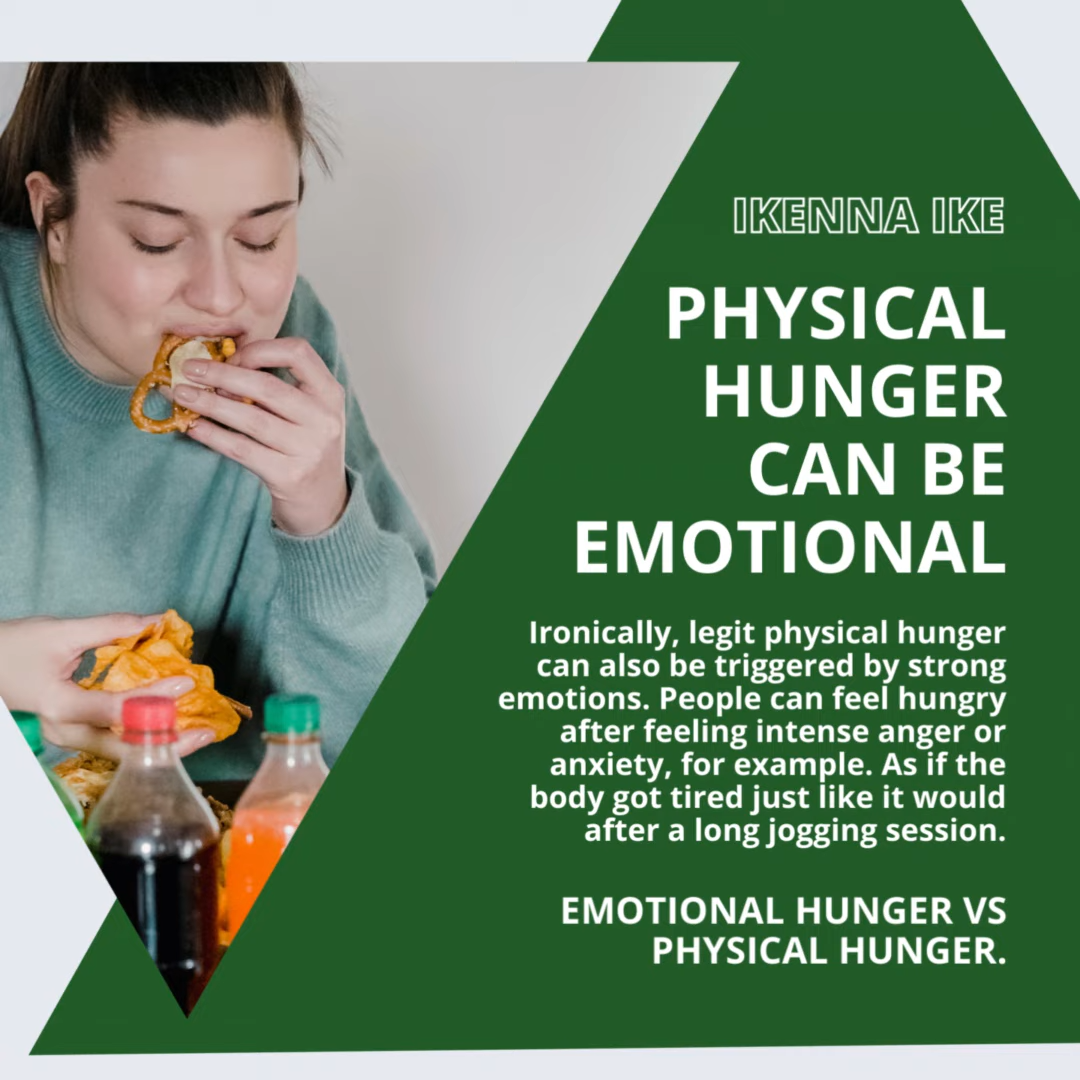 IKENNA IKE
PHYSICAL
HUNGER
CAN BE
EMOTIONAL
Ironically, legit physical hunger
can also be triggered by strong
emotions. People can feel hungry
after feeling intense anger or
anxiety, for example. As if the
body got tired just like it would
after a long jogging session.
EMOTIONAL HUNGER VS
PHYSICAL HUNGER.